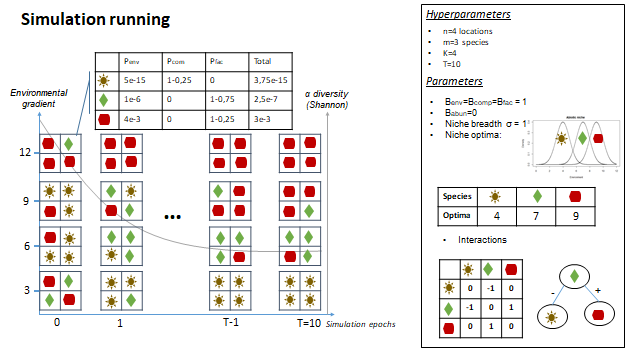 Simulation running
Penv Pcom Pfac Total
5e-15 1-0,25 0 3,75e-15
1e-6 0 1-0,75 2,5e-7
4e-3 0 1-0,25 3e-3
Environmental
gradient
α diversity
(Shannon)
12
9
6
3
...
0 1 T-1 T=10 Simulation epochs
Hyperparameters
• n=4 locations
• m=3 species
• K=4
• T=10
Parameters
• Benv=Bcomp=Bfac = 1
• Babun=0
• Niche breadth σ = 1
• Niche optima:
Species
Optima 4 7 9
• Interactions
0 -1 0
-1 0 1
0 1 0
- +